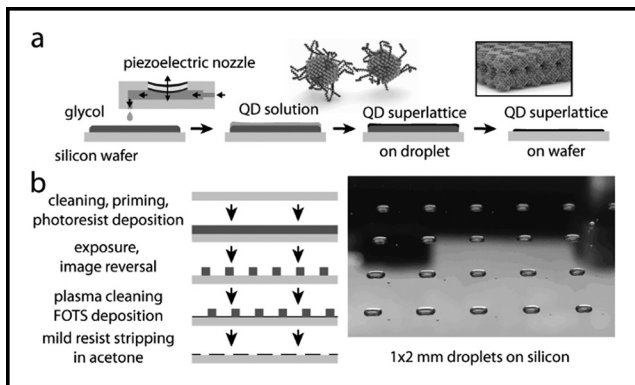 a
piezoelectric nozzle
glycol
QD solution
QD superlattice
QD superlattice
silicon wafer
on droplet
on wafer
b
cleaning, priming,
photoresist deposition
exposure,
image reversal
plasma cleaning
FOTS deposition
mild resist stripping
in acetone
1x2 mm droplets on silicon